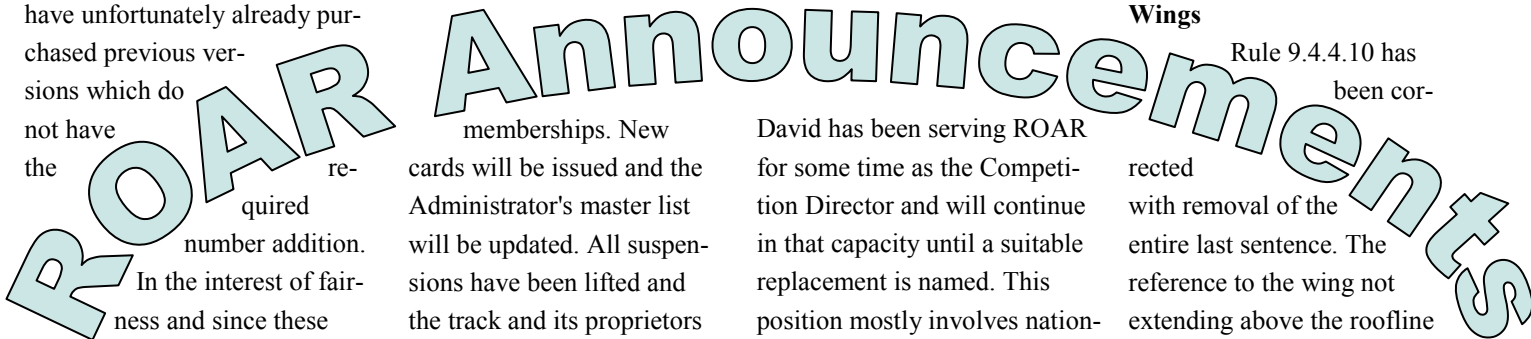 ROAR Announcements
have unfortunately already pur-
chased previous ver-
sions which do
not have
the re-
quired
number addition.
In the interest of fair-
ness and since these
memberships. New
cards will be issued and the
Administrator's master list
will be updated. All suspen-
sions have been lifted and
the track and its proprietors
David has been serving ROAR
for some time as the Competi-
tion Director and will continue
in that capacity until a suitable
replacement is named. This
position mostly involves nation-
Wings
Rule 9.4.4.10 has
been cor-
rected
with removal of the
entire last sentence. The
reference to the wing not
extending above the roofline